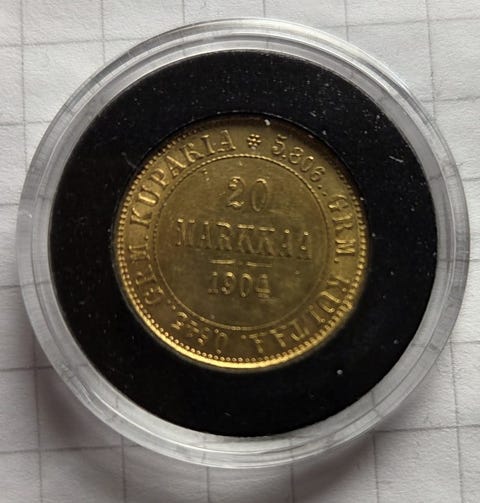 20
MARKKAA
1904
* 5.806. GRM. KULTAA. 0.645. GRM. KUPARIA